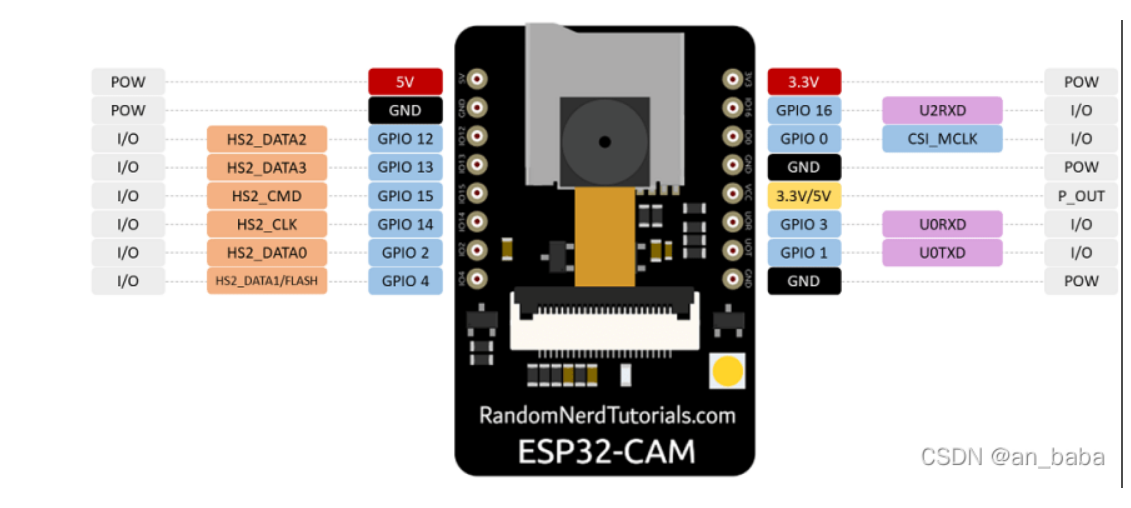 POW 5V 5V 3V3 3.3V POW
POW GND GND IO16 GPIO 16 U2RXD I/O
I/O HS2_DATA2 GPIO 12 IO12 IO0 GPIO 0 CSI_MCLK I/O
I/O HS2_DATA3 GPIO 13 IO13 GND GND POW
I/O HS2_CMD GPIO 15 IO15 VCC 3.3V/5V P_OUT
I/O HS2_CLK GPIO 14 IO14 UOR GPIO 3 U0RXD I/O
I/O HS2_DATA0 GPIO 2 IO2 UOT GPIO 1 U0TXD I/O
I/O HS2_DATA1/FLASH GPIO 4 IO4 GND GND POW
RandomNerdTutorials.com
ESP32-CAM
CSDN @an_baba